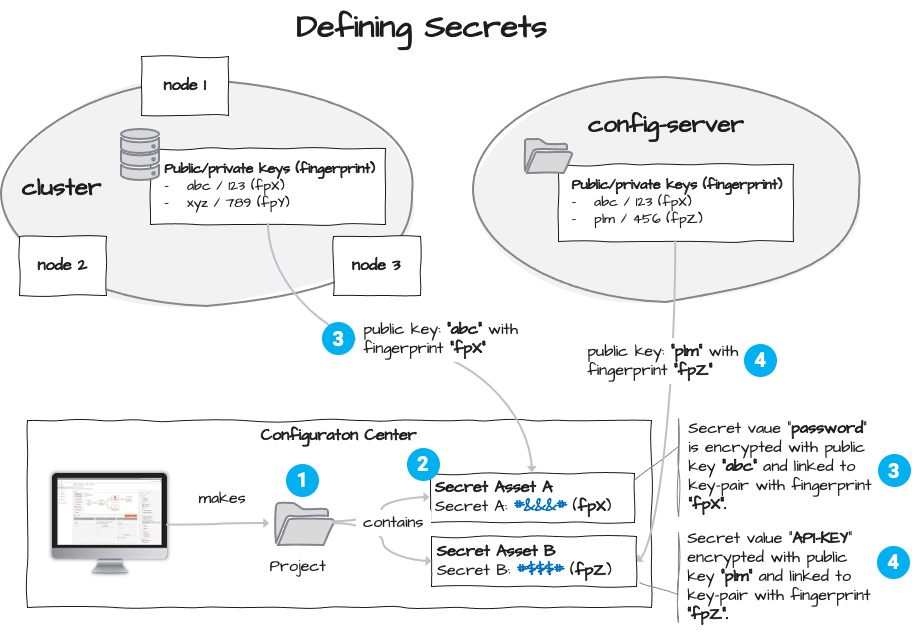 Defining Secrets
node 1
cluster
Public/private keys (fingerprint)
- abc / 123 (fpX)
- xyz / 789 (fpY)
node 2
node 3
config-server
Public/private keys (fingerprint)
- abc / 123 (fpX)
- plm / 456 (fpZ)
3
public key: "abc" with
fingerprint "fpX"
public key: "plm" with
fingerprint "fpZ"
4
Configuraton Center
makes
1
Project
contains
2
Secret Asset A
Secret A: #&&&# (fpX)
Secret Asset B
Secret B: #$$$# (fpZ)
Secret vaue "password"
is encrypted with public
key "abc" and linked to
key-pair with fingerprint
"fpX".
3
Secret value "API-KEY"
encrypted with public
key "plm" and linked to
key-pair with fingerprint
"fpZ".
4